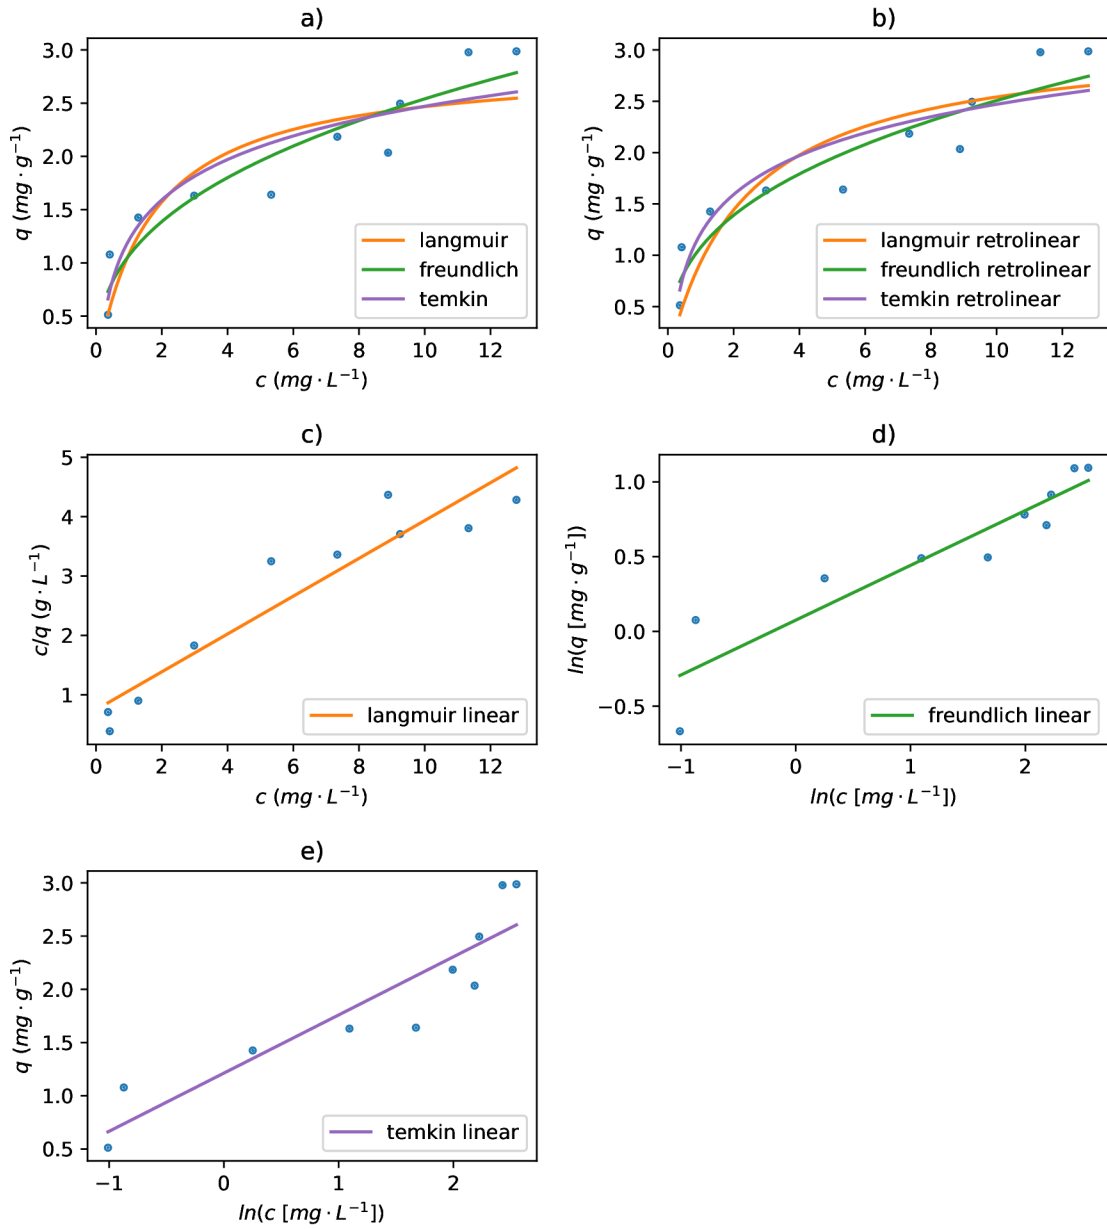 a)
3.0
2.5
2.0
1.5
1.0
0.5
q (mg · g⁻¹)
langmuir
freundlich
temkin
0 2 4 6 8 10 12
c (mg · L⁻¹)
b)
3.0
2.5
2.0
1.5
1.0
0.5
q (mg · g⁻¹)
langmuir retrolinear
freundlich retrolinear
temkin retrolinear
0 2 4 6 8 10 12
c (mg · L⁻¹)
c)
5
4
3
2
1
c/q (g · L⁻¹)
langmuir linear
0 2 4 6 8 10 12
c (mg · L⁻¹)
d)
1.0
0.5
0.0
−0.5
ln(q [mg · g⁻¹])
freundlich linear
−1 0 1 2
ln(c [mg · L⁻¹])
e)
3.0
2.5
2.0
1.5
1.0
0.5
q (mg · g⁻¹)
temkin linear
−1 0 1 2
ln(c [mg · L⁻¹])